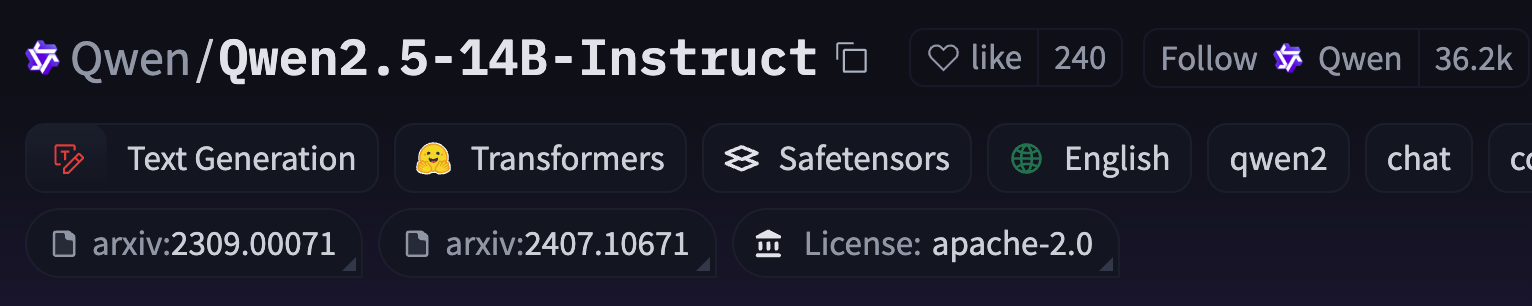 Qwen/Qwen2.5-14B-Instruct like 240 Follow Qwen 36.2k
Text Generation Transformers Safetensors English qwen2 chat
arxiv:2309.00071 arxiv:2407.10671 License: apache-2.0